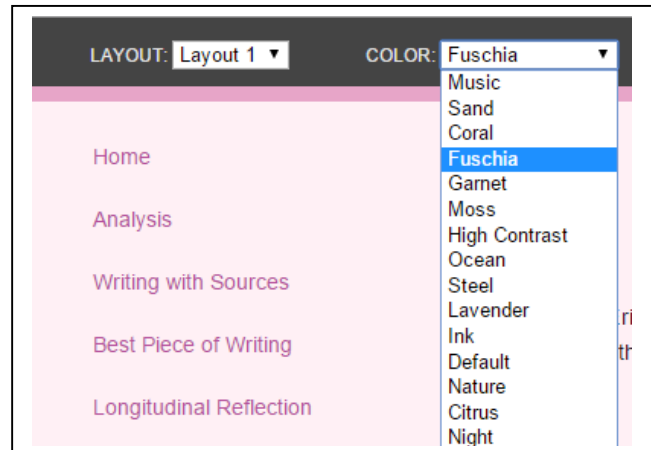 LAYOUT: Layout 1 COLOR: Fuschia
Music
Sand
Coral
Fuschia
Garnet
Moss
High Contrast
Ocean
Steel
Lavender
Ink
Default
Nature
Citrus
Night
Home
Analysis
Writing with Sources
Best Piece of Writing
Longitudinal Reflection